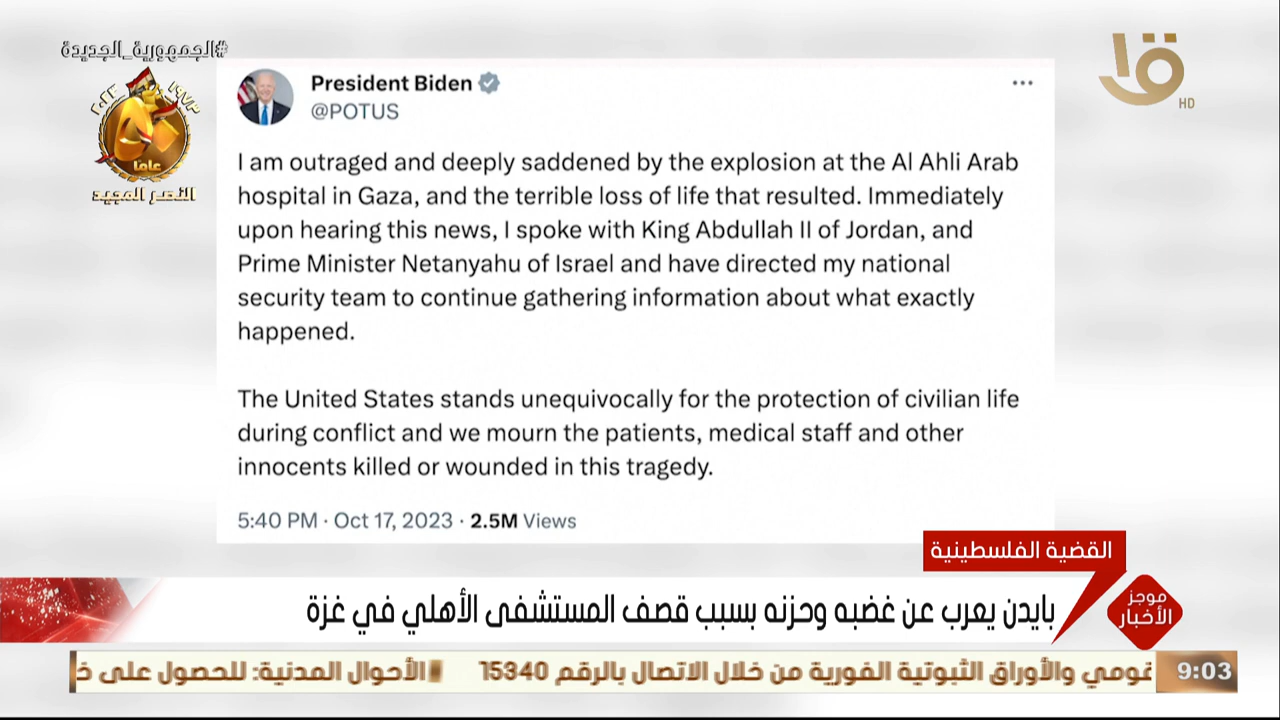 #الجمهورية_الجديدة
١٩٧٣
٢٠٢٣
٥٠
عاما
النصر المجيد
HD
President Biden
@POTUS
I am outraged and deeply saddened by the explosion at the Al Ahli Arab
hospital in Gaza, and the terrible loss of life that resulted. Immediately
upon hearing this news, I spoke with King Abdullah II of Jordan, and
Prime Minister Netanyahu of Israel and have directed my national
security team to continue gathering information about what exactly
happened.
The United States stands unequivocally for the protection of civilian life
during conflict and we mourn the patients, medical staff and other
innocents killed or wounded in this tragedy.
5:40 PM · Oct 17, 2023 · 2.5M Views
القضية الفلسطينية
موجز
الأخبار
بايدن يعرب عن غضبه وحزنه بسبب قصف المستشفى الأهلي في غزة
9:03
قومي والأوراق الثبوتية الفورية من خلال الاتصال بالرقم 15340 الأحوال المدنية: للحصول على